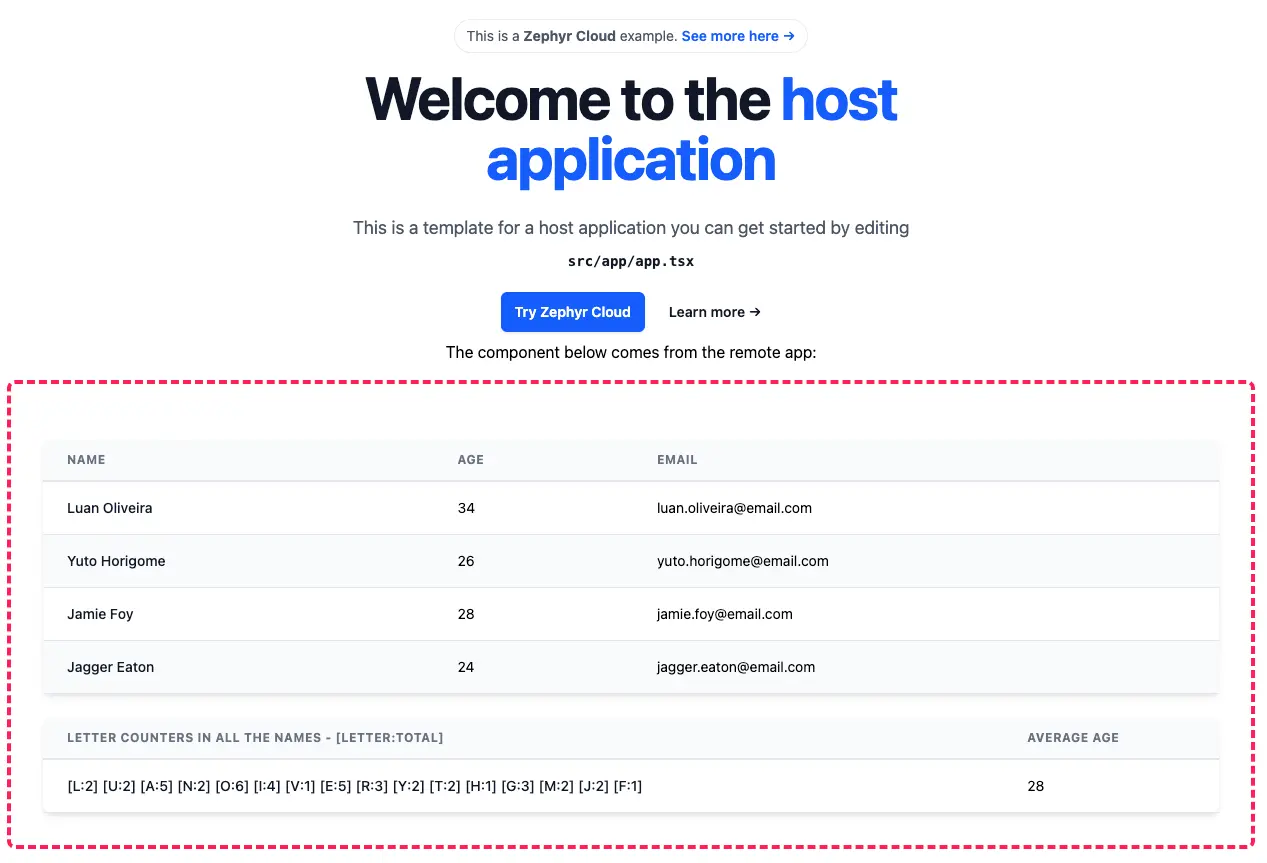 This is a Zephyr Cloud example. See more here →
Welcome to the host
application
This is a template for a host application you can get started by editing
src/app/app.tsx
Try Zephyr Cloud Learn more →
The component below comes from the remote app:
NAME AGE EMAIL
Luan Oliveira 34 luan.oliveira@email.com
Yuto Horigome 26 yuto.horigome@email.com
Jamie Foy 28 jamie.foy@email.com
Jagger Eaton 24 jagger.eaton@email.com
LETTER COUNTERS IN ALL THE NAMES - [LETTER:TOTAL] AVERAGE AGE
[L:2] [U:2] [A:5] [N:2] [O:6] [I:4] [V:1] [E:5] [R:3] [Y:2] [T:2] [H:1] [G:3] [M:2] [J:2] [F:1] 28